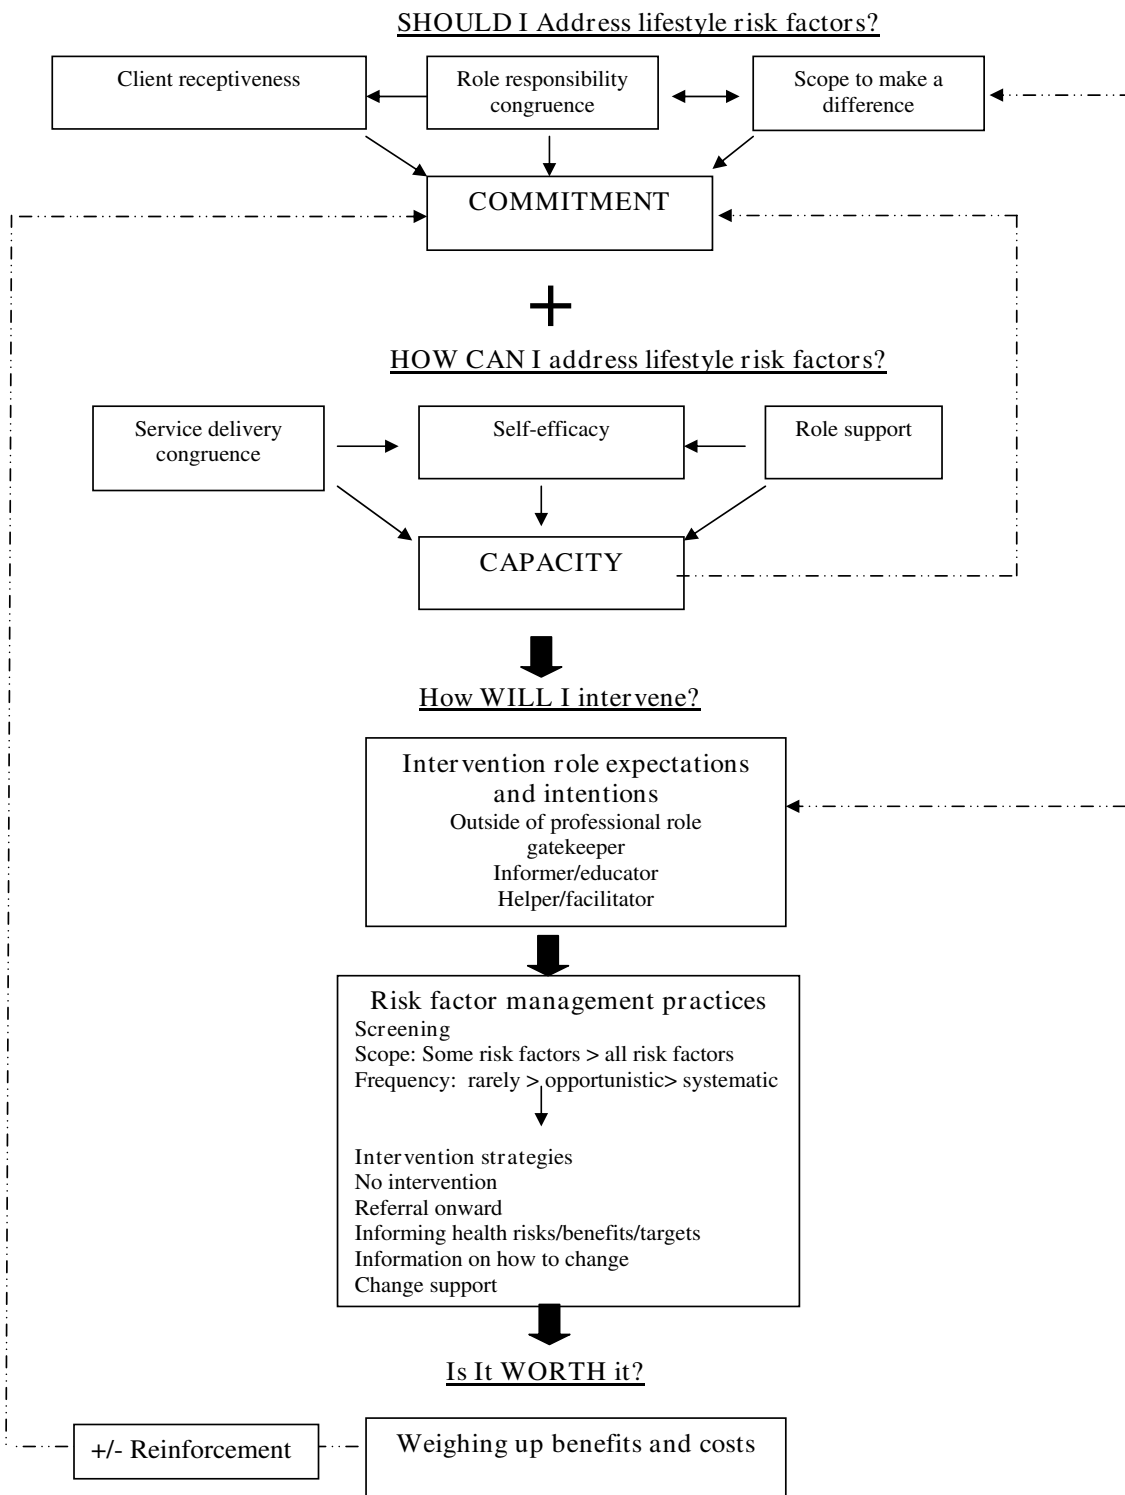 SHOULD I Address lifestyle risk factors?
Client receptiveness
Role responsibility
congruence
Scope to make a
difference
COMMITMENT
+
HOW CAN I address lifestyle risk factors?
Service delivery
congruence
Self-efficacy
Role support
CAPACITY
How WILL I intervene?
Intervention role expectations
and intentions
Outside of professional role
gatekeeper
Informer/educator
Helper/facilitator
Risk factor management practices
Screening
Scope: Some risk factors > all risk factors
Frequency: rarely > opportunistic> systematic
Intervention strategies
No intervention
Referral onward
Informing health risks/benefits/targets
Information on how to change
Change support
Is It WORTH it?
+/- Reinforcement
Weighing up benefits and costs